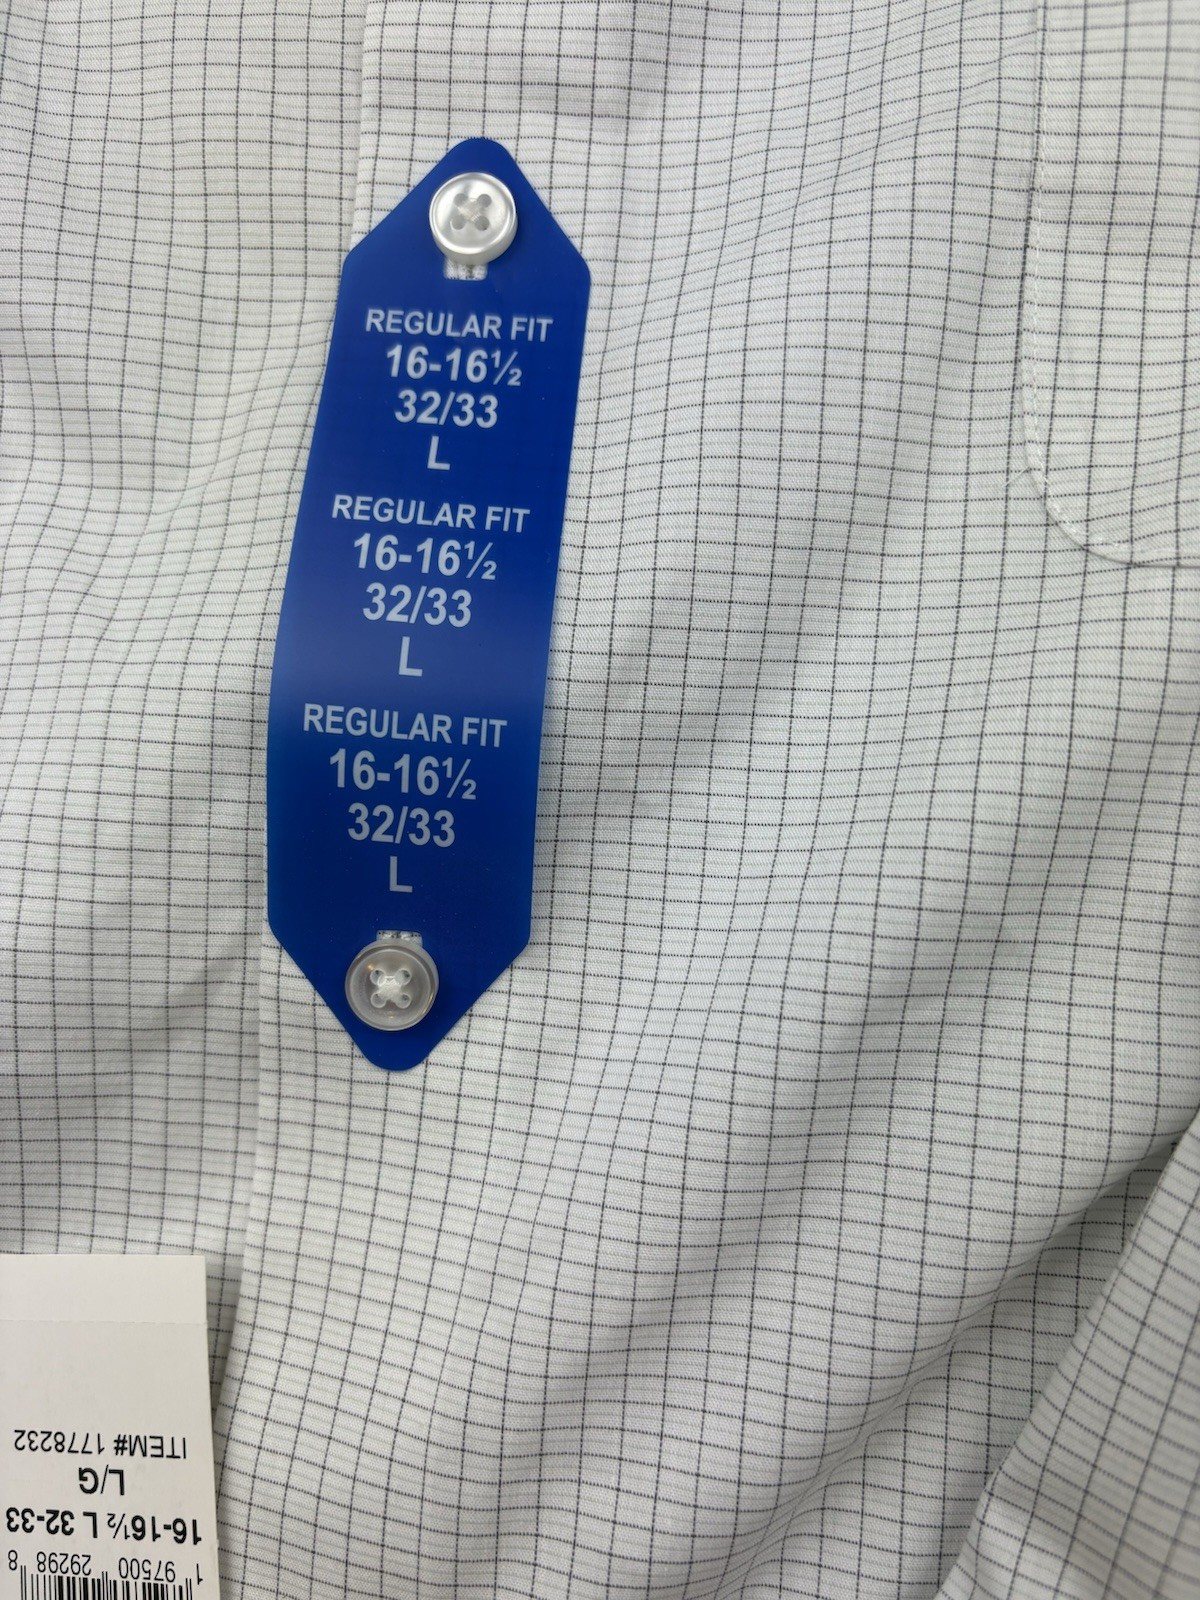 REGULAR FIT
16-16½
32/33
L
REGULAR FIT
16-16½
32/33
L
REGULAR FIT
16-16½
32/33
L
1 97500 29298 8
16-16½ L 32-33
L/G
ITEM# 1778232